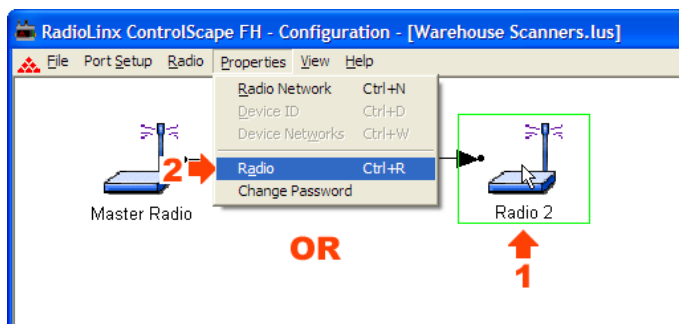 RadioLinx ControlScape FH - Configuration - [Warehouse Scanners.lus]
File Port Setup Radio Properties View Help
Radio Network Ctrl+N
Device ID Ctrl+D
Device Networks Ctrl+W
2 Radio Ctrl+R
Change Password
Master Radio
Radio 2
OR
1